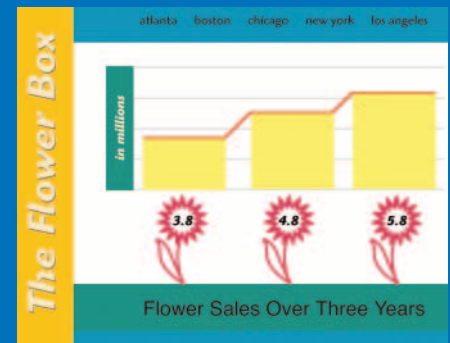 The Flower Box
atlanta boston chicago new york los angeles
in millions
3.8 4.8 5.8
Flower Sales Over Three Years